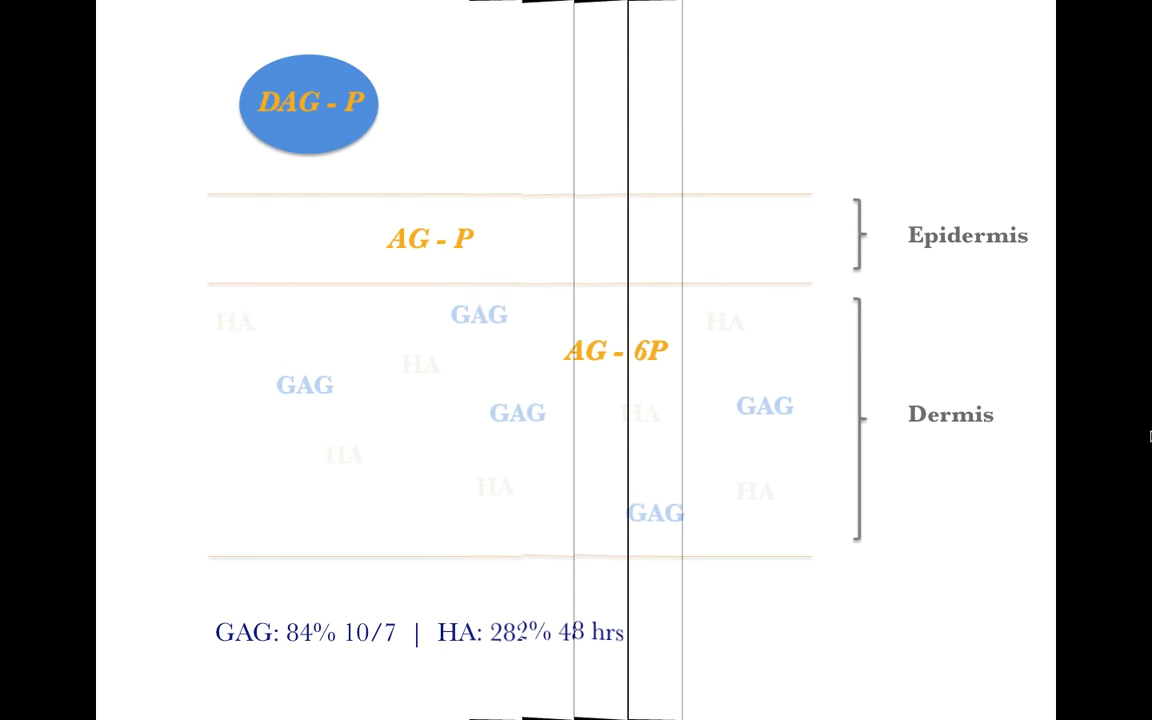 DAG - P
AG - P
Epidermis
GAG
HA
HA
AG - 6P
HA
GAG
GAG
HA
GAG
Dermis
HA
HA
HA
GAG
GAG: 84% 10/7 | HA: 282% 48 hrs